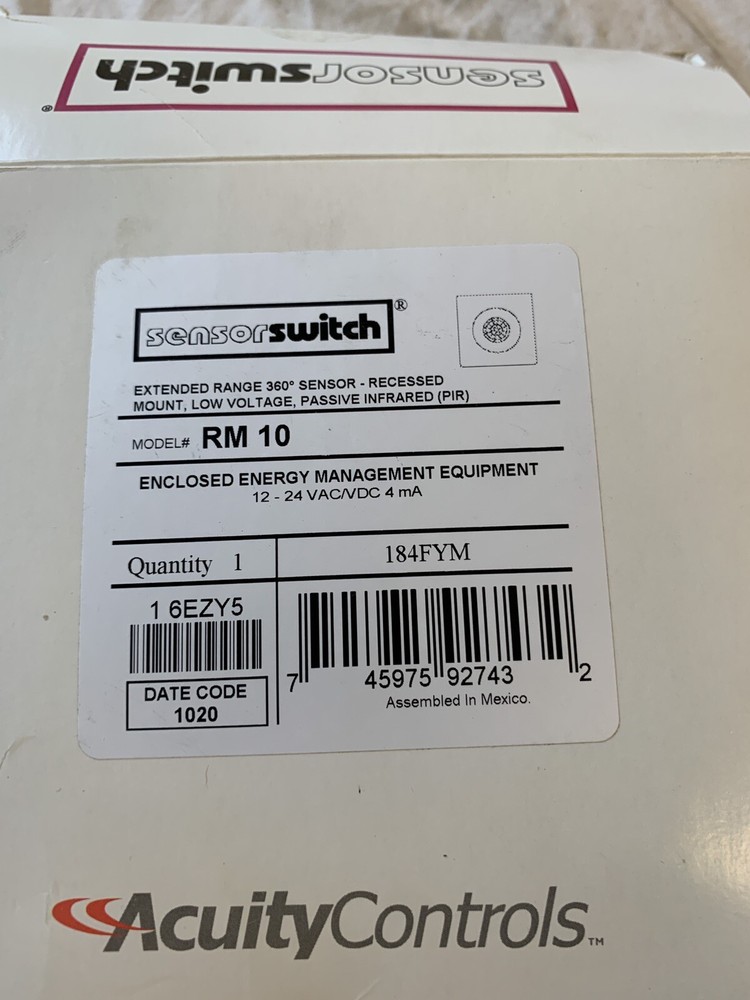 sensorswitch®
sensorswitch®
EXTENDED RANGE 360° SENSOR - RECESSED
MOUNT, LOW VOLTAGE, PASSIVE INFRARED (PIR)
MODEL# RM 10
ENCLOSED ENERGY MANAGEMENT EQUIPMENT
12 - 24 VAC/VDC 4 mA
Quantity 1
184FYM
1 6EZY5
DATE CODE
1020
7 45975 92743 2
Assembled In Mexico.
AcuityControls™